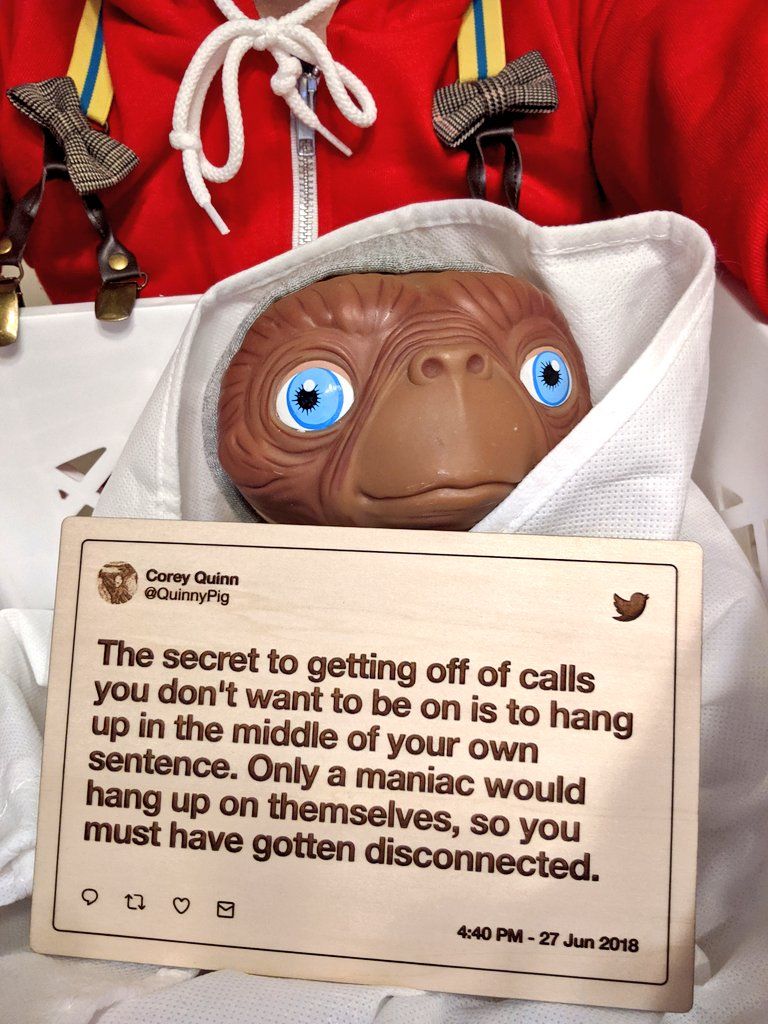 Corey Quinn
@QuinnyPig
The secret to getting off of calls
you don't want to be on is to hang
up in the middle of your own
sentence. Only a maniac would
hang up on themselves, so you
must have gotten disconnected.
4:40 PM - 27 Jun 2018